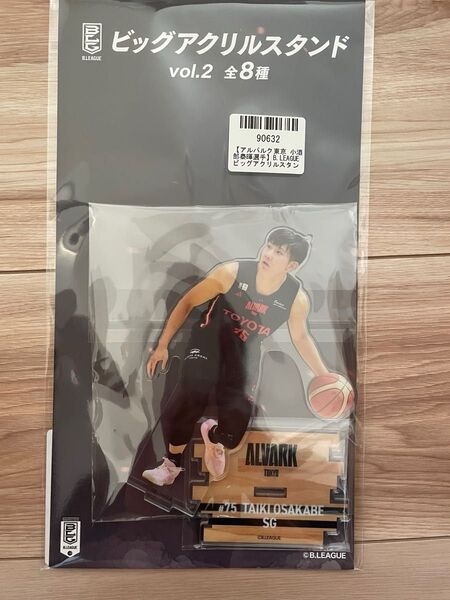 B.LEAGUE
ビッグアクリルスタンド
vol.2 全8種
90632
【アルバルク東京 小酒
部泰暉選手】B.LEAGUE
ビッグアクリルスタン
ALVARK
TOYOTA
75
ALVARK
TOKYO
#75 TAIKI OSAKABE
SG
©B.LEAGUE
B.LEAGUE
©B.LEAGUE